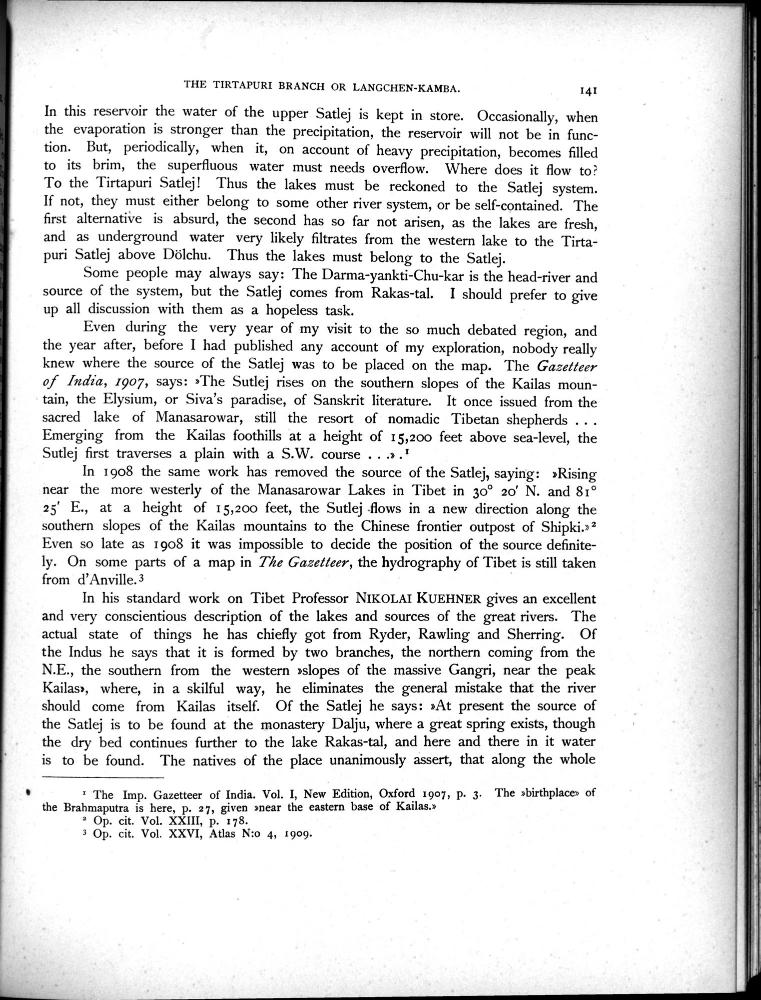 THE TIRTAPURI BRANCH OR LANGCHEN-KAMBA.
141
In this reservoir the water of the upper Satlej is kept in store. Occasionally, when
the evaporation is stronger than the precipitation, the reservoir will not be in func-
tion. But, periodically, when it, on account of heavy precipitation, becomes filled
to its brim, the superfluous water must needs overflow. Where does it flow to?
To the Tirtapuri Satlej! Thus the lakes must be reckoned to the Satlej system.
If not, they must either belong to some other river system, or be self-contained. The
first alternative is absurd, the second has so far not arisen, as the lakes are fresh,
and as underground water very likely filtrates from the western lake to the Tirta-
puri Satlej above Dölchu. Thus the lakes must belong to the Satlej.
Some people may always say: The Darma-yankti-Chu-kar is the head-river and
source of the system, but the Satlej comes from Rakas-tal. I should prefer to give
up all discussion with them as a hopeless task.
Even during the very year of my visit to the so much debated region, and
the year after, before I had published any account of my exploration, nobody really
knew where the source of the Satlej was to be placed on the map. The Gazetteer
of India, 1907, says: »The Sutlej rises on the southern slopes of the Kailas moun-
tain, the Elysium, or Siva's paradise, of Sanskrit literature. It once issued from the
sacred lake of Manasarowar, still the resort of nomadic Tibetan shepherds . . .
Emerging from the Kailas foothills at a height of 15,200 feet above sea-level, the
Sutlej first traverses a plain with a S.W. course . . .» .¹
In 1908 the same work has removed the source of the Satlej, saying: »Rising
near the more westerly of the Manasarowar Lakes in Tibet in 30° 20' N. and 81°
25' E., at a height of 15,200 feet, the Sutlej flows in a new direction along the
southern slopes of the Kailas mountains to the Chinese frontier outpost of Shipki.»²
Even so late as 1908 it was impossible to decide the position of the source definite-
ly. On some parts of a map in The Gazetteer, the hydrography of Tibet is still taken
from d'Anville.³
In his standard work on Tibet Professor NIKOLAI KUEHNER gives an excellent
and very conscientious description of the lakes and sources of the great rivers. The
actual state of things he has chiefly got from Ryder, Rawling and Sherring. Of
the Indus he says that it is formed by two branches, the northern coming from the
N.E., the southern from the western »slopes of the massive Gangri, near the peak
Kailas», where, in a skilful way, he eliminates the general mistake that the river
should come from Kailas itself. Of the Satlej he says: »At present the source of
the Satlej is to be found at the monastery Dalju, where a great spring exists, though
the dry bed continues further to the lake Rakas-tal, and here and there in it water
is to be found. The natives of the place unanimously assert, that along the whole
¹ The Imp. Gazetteer of India. Vol. I, New Edition, Oxford 1907, p. 3. The »birthplace» of
the Brahmaputra is here, p. 27, given »near the eastern base of Kailas.»
² Op. cit. Vol. XXIII, p. 178.
³ Op. cit. Vol. XXVI, Atlas N:o 4, 1909.